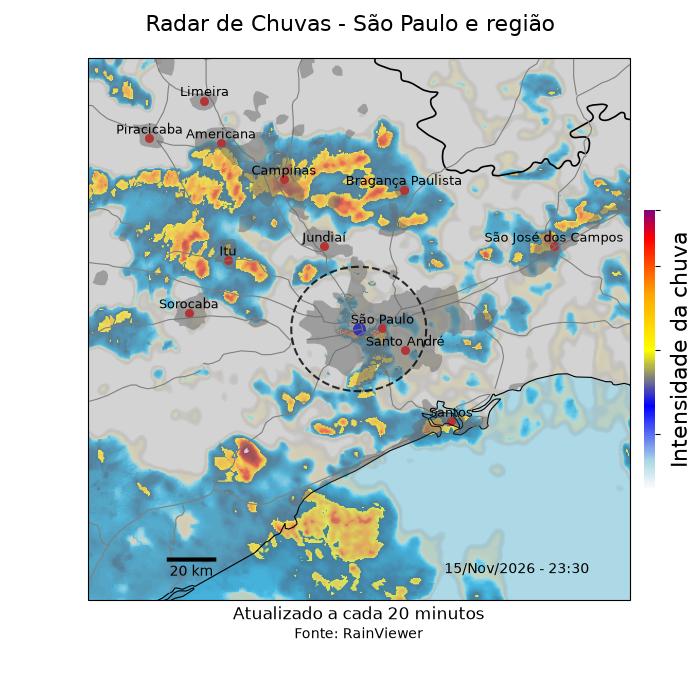 Radar de Chuvas - São Paulo e região
Limeira
Piracicaba
Americana
Campinas
Bragança Paulista
Jundiaí
São José dos Campos
Itu
Sorocaba
São Paulo
Santo André
Santos
Intensidade da chuva
15/Nov/2026 - 23:30
20 km
Atualizado a cada 20 minutos
Fonte: RainViewer